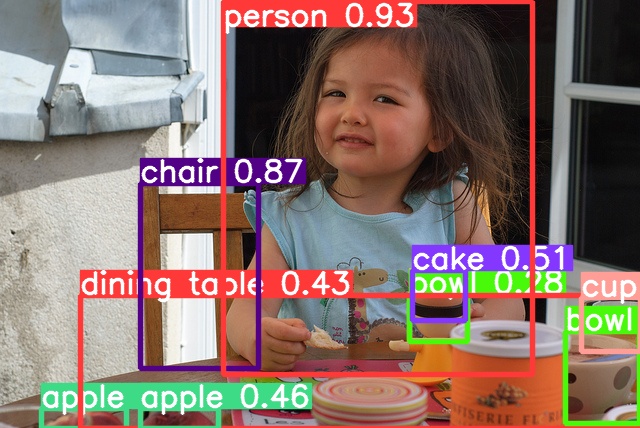 person 0.93
chair 0.87
cake 0.51
dining table 0.43
bowl 0.28
cup
bowl
apple apple 0.46
Les